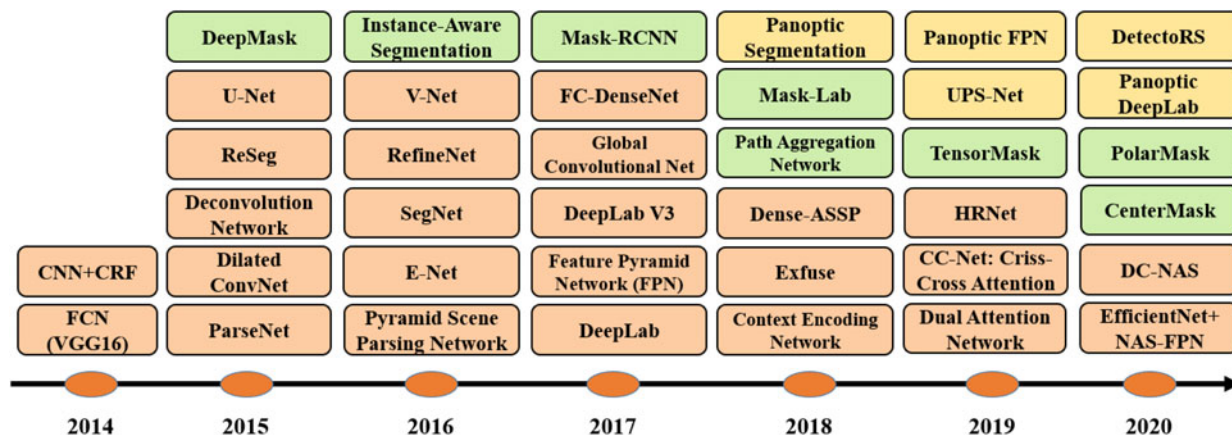 DeepMask
Instance-Aware
Segmentation
Mask-RCNN
Panoptic
Segmentation
Panoptic FPN
DetectoRS
U-Net
V-Net
FC-DenseNet
Mask-Lab
UPS-Net
Panoptic
DeepLab
ReSeg
RefineNet
Global
Convolutional Net
Path Aggregation
Network
TensorMask
PolarMask
Deconvolution
Network
SegNet
DeepLab V3
Dense-ASSP
HRNet
CenterMask
CNN+CRF
Dilated
ConvNet
E-Net
Feature Pyramid
Network (FPN)
Exfuse
CC-Net: Criss-
Cross Attention
DC-NAS
FCN
(VGG16)
ParseNet
Pyramid Scene
Parsing Network
DeepLab
Context Encoding
Network
Dual Attention
Network
EfficientNet+
NAS-FPN
2014
2015
2016
2017
2018
2019
2020